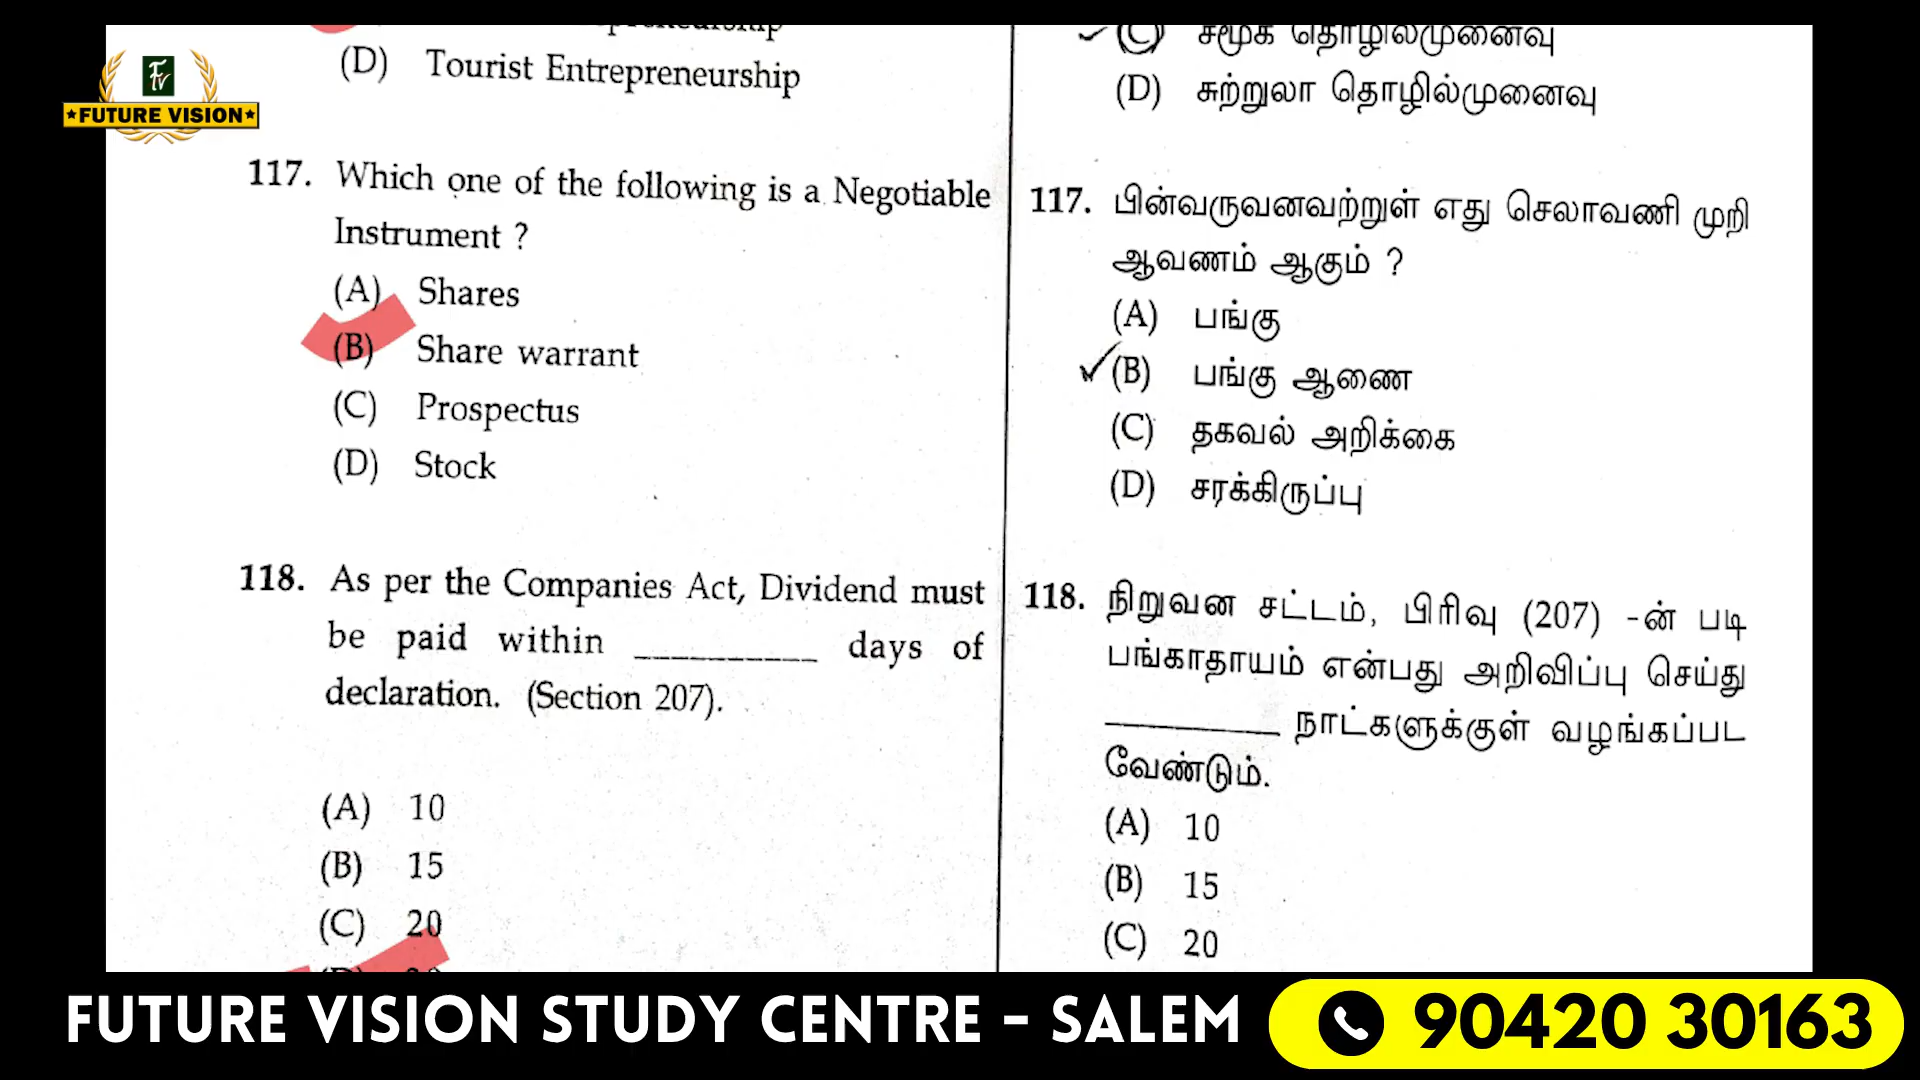 (D) Tourist Entrepreneurship
117. Which one of the following is a Negotiable
Instrument ?
(A) Shares
(B) Share warrant
(C) Prospectus
(D) Stock
118. As per the Companies Act, Dividend must
be paid within __________ days of
declaration. (Section 207).
(A) 10
(B) 15
(C) 20
(C) சமூக தொழில்முனைவு
(D) சுற்றுலா தொழில்முனைவு
117. பின்வருவனவற்றுள் எது செலாவணி முறி
ஆவணம் ஆகும் ?
(A) பங்கு
(B) பங்கு ஆணை
(C) தகவல் அறிக்கை
(D) சரக்கிருப்பு
118. நிறுவன சட்டம், பிரிவு (207) -ன் படி
பங்காதாயம் என்பது அறிவிப்பு செய்து
__________ நாட்களுக்குள் வழங்கப்பட
வேண்டும்.
(A) 10
(B) 15
(C) 20
FV
FUTURE VISION
FUTURE VISION STUDY CENTRE - SALEM
90420 30163